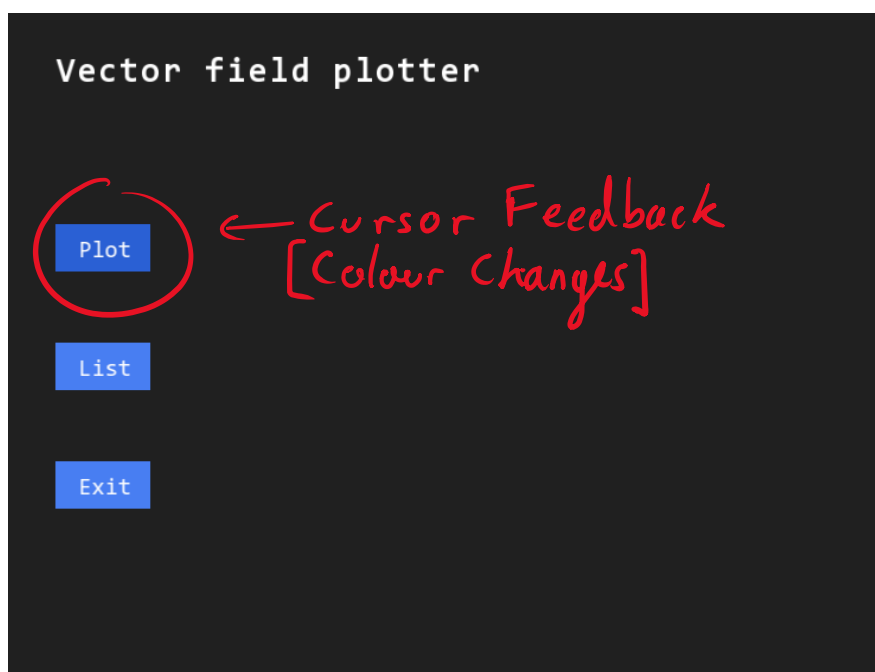 Vector field plotter
← Cursor Feedback
[Colour Changes]
Plot
List
Exit